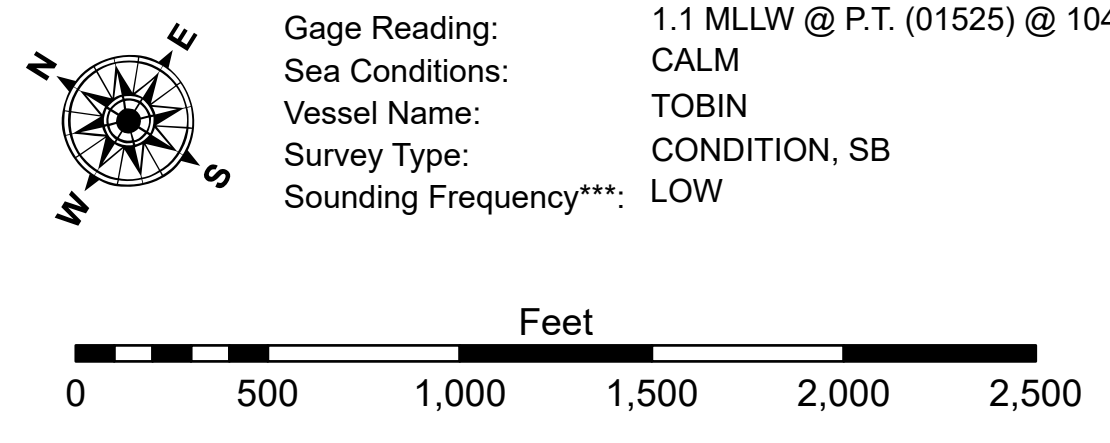 N
E
S
W
Gage Reading: 1.1 MLLW @ P.T. (01525) @ 104
Sea Conditions: CALM
Vessel Name: TOBIN
Survey Type: CONDITION, SB
Sounding Frequency***: LOW
Feet
0 500 1,000 1,500 2,000 2,500